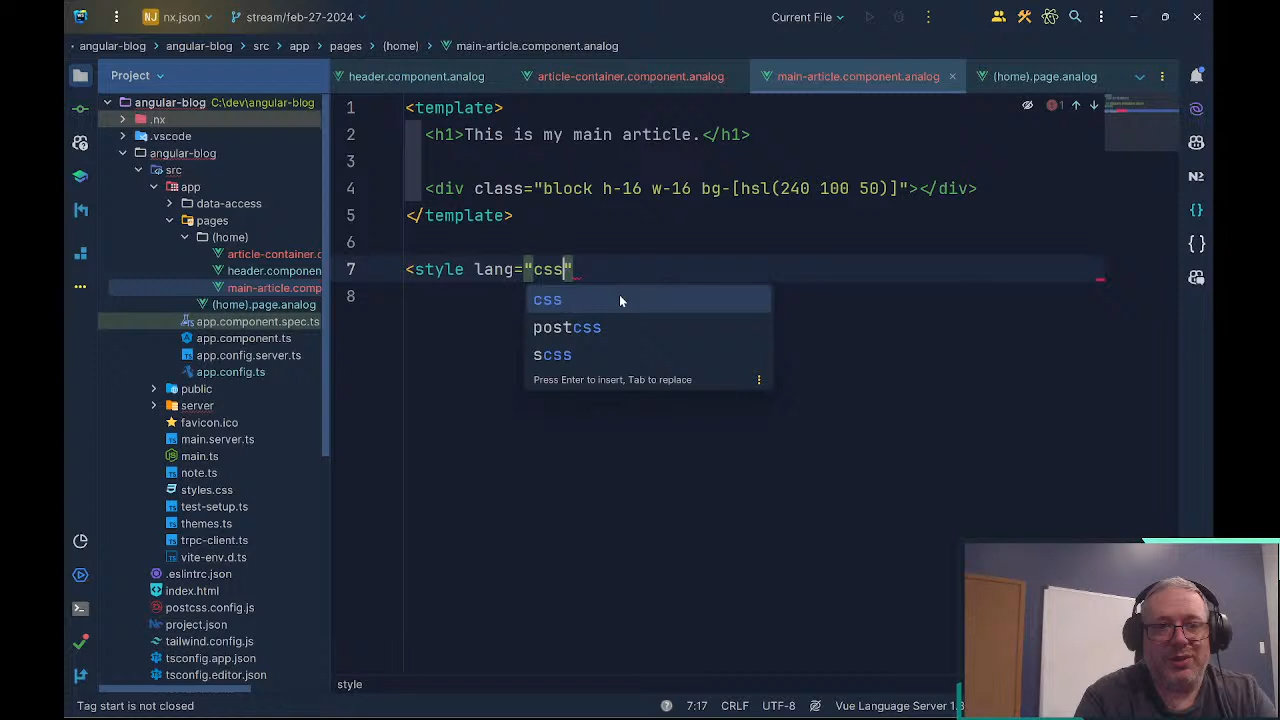 NJ nx.json
stream/feb-27-2024
Current File
angular-blog
angular-blog
src
app
pages
(home)
main-article.component.analog
Project
header.component.analog
article-container.component.analog
main-article.component.analog
(home).page.analog
angular-blog C:\dev\angular-blog
.nx
.vscode
angular-blog
src
app
data-access
pages
(home)
article-container.c
header.component
main-article.comp
(home).page.analog
app.component.spec.ts
app.component.ts
app.config.server.ts
app.config.ts
public
server
favicon.ico
main.server.ts
main.ts
note.ts
styles.css
test-setup.ts
themes.ts
trpc-client.ts
vite-env.d.ts
.eslintrc.json
index.html
postcss.config.js
project.json
tailwind.config.js
tsconfig.app.json
tsconfig.editor.json
1 <template>
2 <h1>This is my main article.</h1>
3
4 <div class="block h-16 w-16 bg-[hsl(240 100 50)]"></div>
5 </template>
6
7 <style lang="css"
8
1
css
postcss
scss
Press Enter to insert, Tab to replace
N2
style
Tag start is not closed
7:17
CRLF
UTF-8
Vue Language Server 1.8